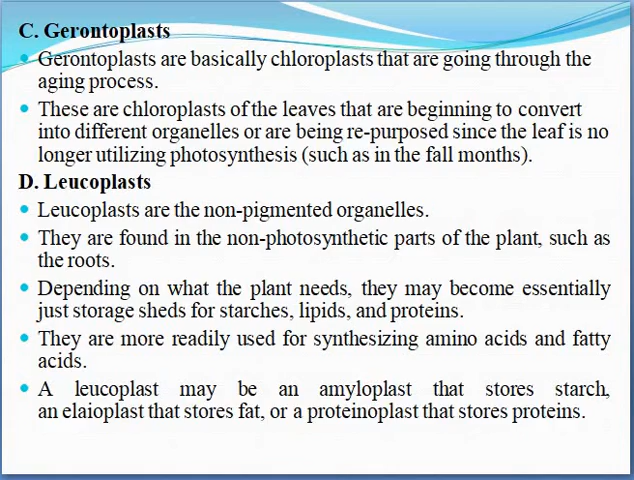 C. Gerontoplasts
Gerontoplasts are basically chloroplasts that are going through the
aging process.
These are chloroplasts of the leaves that are beginning to convert
into different organelles or are being re-purposed since the leaf is no
longer utilizing photosynthesis (such as in the fall months).
D. Leucoplasts
Leucoplasts are the non-pigmented organelles.
They are found in the non-photosynthetic parts of the plant, such as
the roots.
Depending on what the plant needs, they may become essentially
just storage sheds for starches, lipids, and proteins.
They are more readily used for synthesizing amino acids and fatty
acids.
A leucoplast may be an amyloplast that stores starch,
an elaioplast that stores fat, or a proteinoplast that stores proteins.